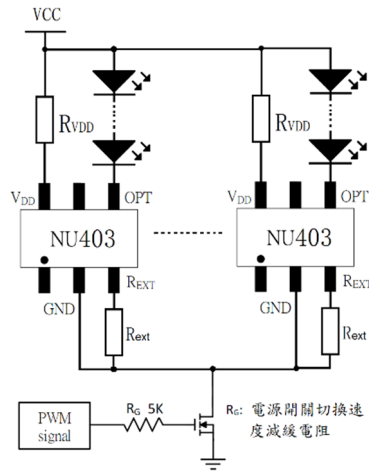 VCC
RVDD
RVDD
VDD
OPT
VDD
OPT
NU403
NU403
REXT
REXT
GND
GND
Rext
Rext
PWM
signal
RG 5K
RG: 電源開關切換速
度減緩電阻